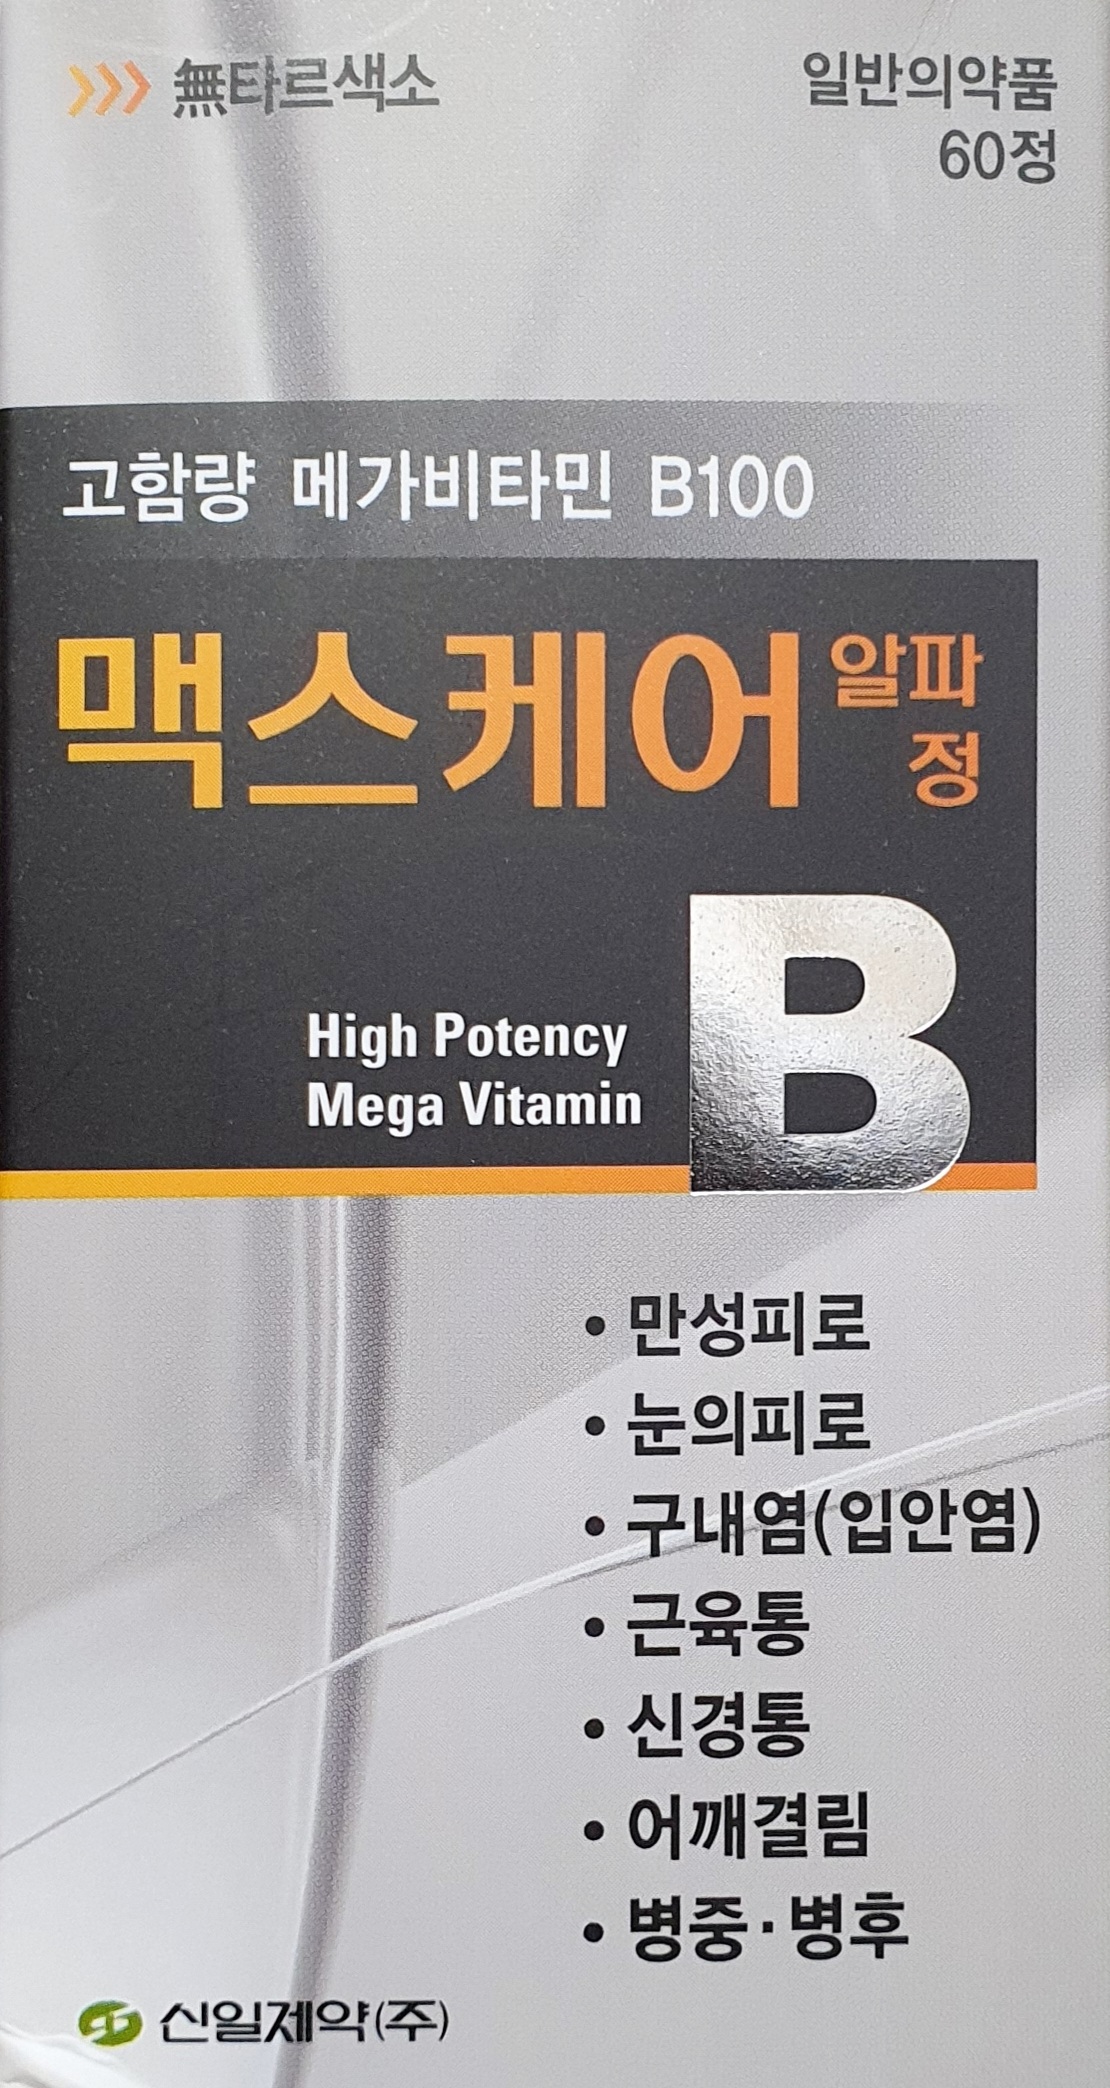 >>> 無타르색소
일반의약품
60정
고함량 메가비타민 B100
맥스케어 알파
정
High Potency
Mega Vitamin
B
• 만성피로
• 눈의피로
• 구내염(입안염)
• 근육통
• 신경통
• 어깨결림
• 병중·병후
신일제약(주)